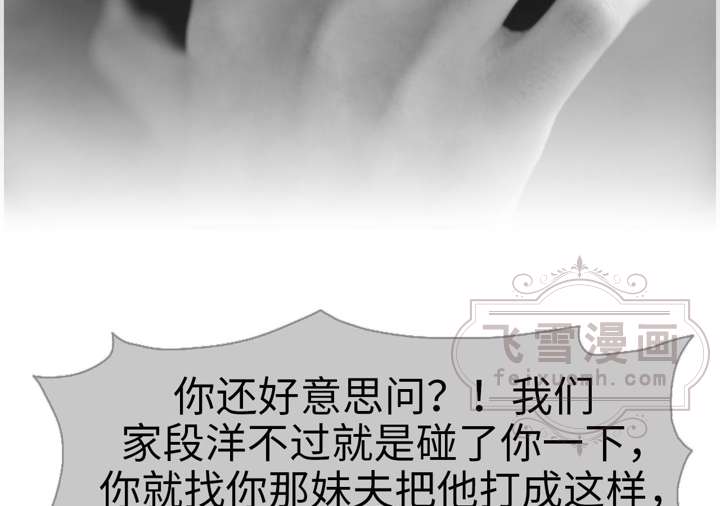 飞雪漫画
feixuemh.com
你还好意思问？！我们
家段洋不过就是碰了你一下，
你就找你那妹夫把他打成这样，